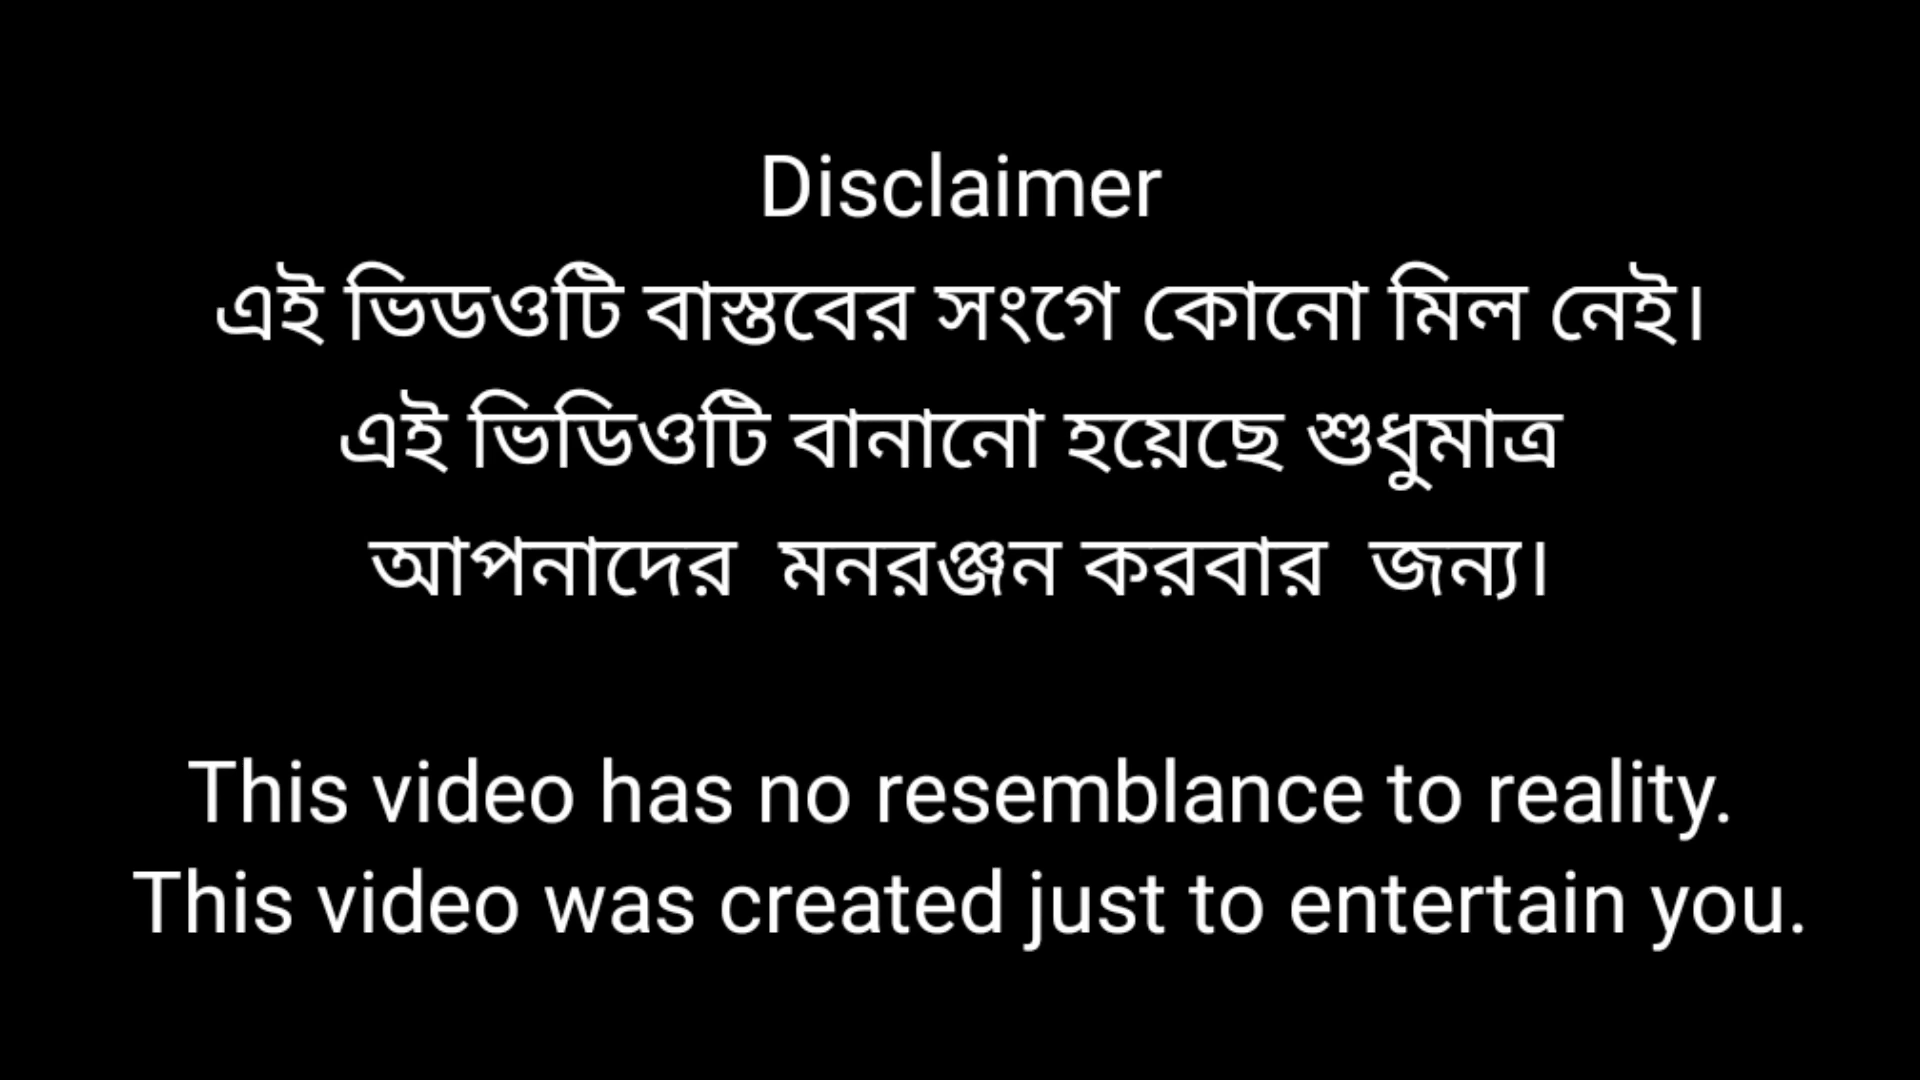 Disclaimer
এই ভিডওটি বাস্তবের সংগে কোনো মিল নেই।
এই ভিডিওটি বানানো হয়েছে শুধুমাত্র
আপনাদের মনরঞ্জন করবার জন্য।
This video has no resemblance to reality.
This video was created just to entertain you.